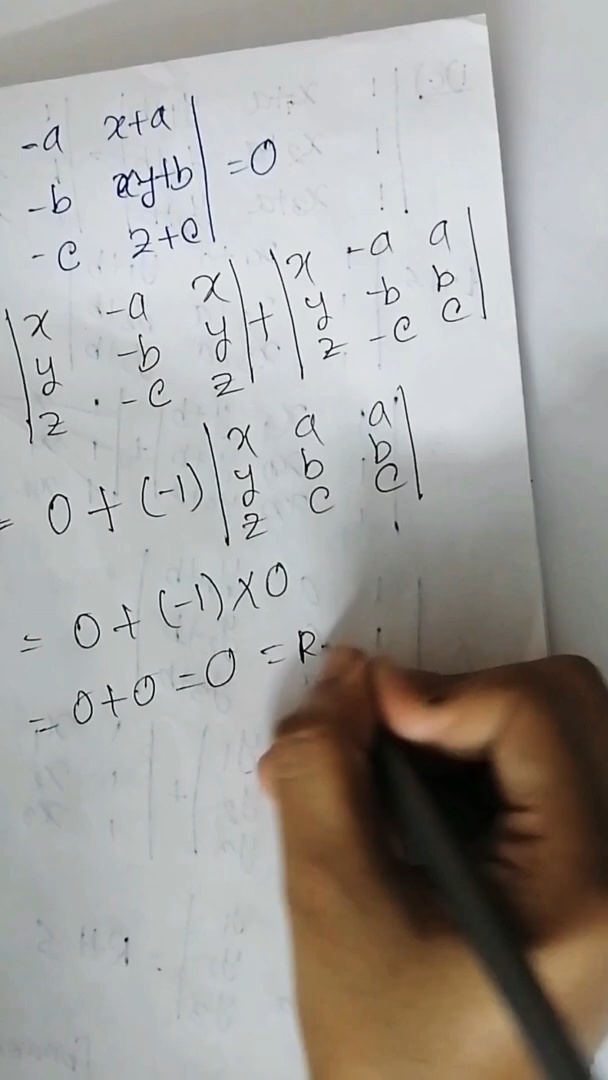 -a x+a
-b y+b = 0
-c z+c
| x -a x | + | x -a a |
| y -b y | | y -b b |
| z -c z | | z -c c |
= 0 + (-1) | x a a |
| y b b |
| z c c |
= 0 + (-1) × 0
= 0 + 0 = 0 = R